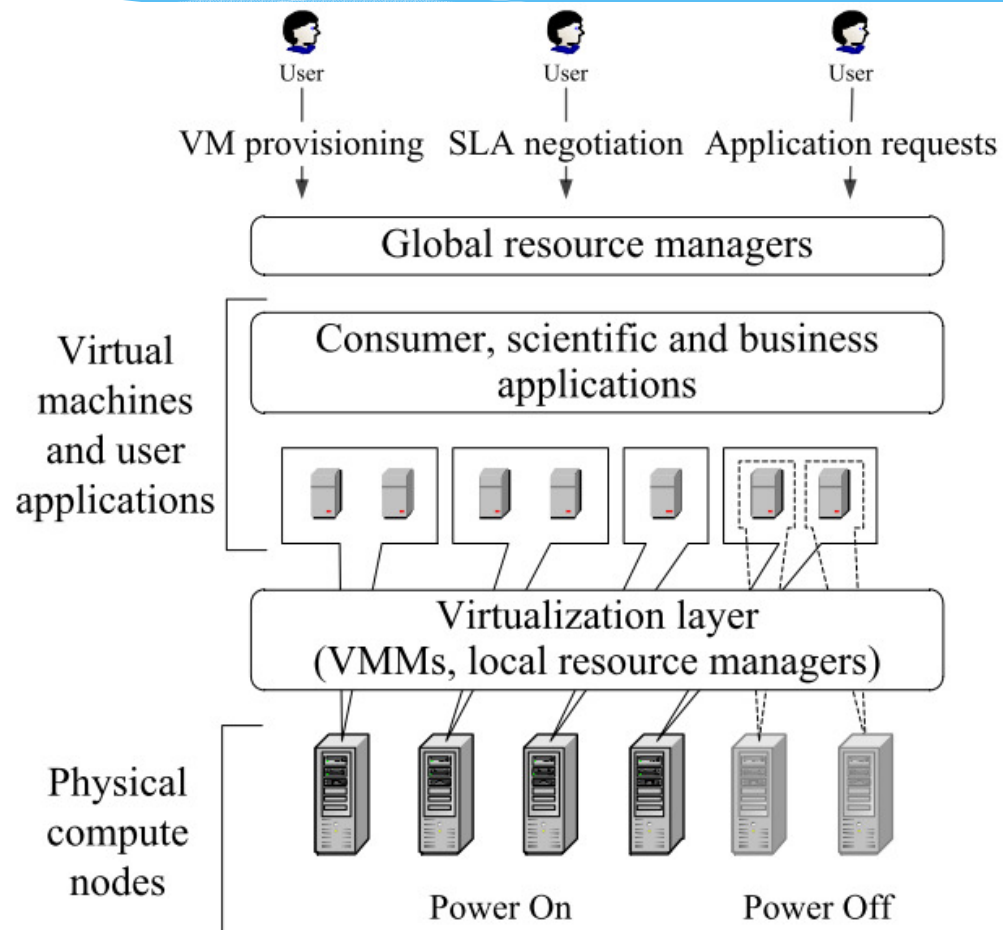 User User User
VM provisioning SLA negotiation Application requests
Global resource managers
Consumer, scientific and business
applications
Virtual
machines
and user
applications
Virtualization layer
(VMMs, local resource managers)
Physical
compute
nodes
Power On Power Off